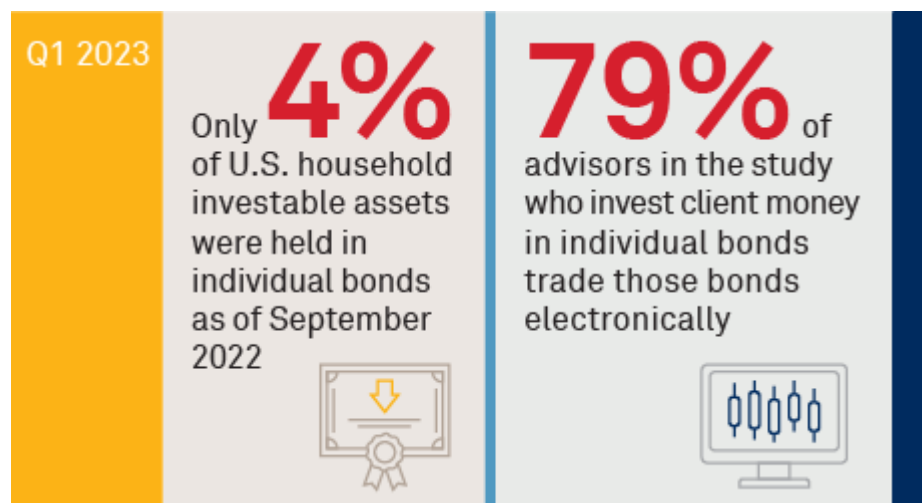 Q1 2023
Only 4%
of U.S. household
investable assets
were held in
individual bonds
as of September
2022
79% of
advisors in the study
who invest client money
in individual bonds
trade those bonds
electronically